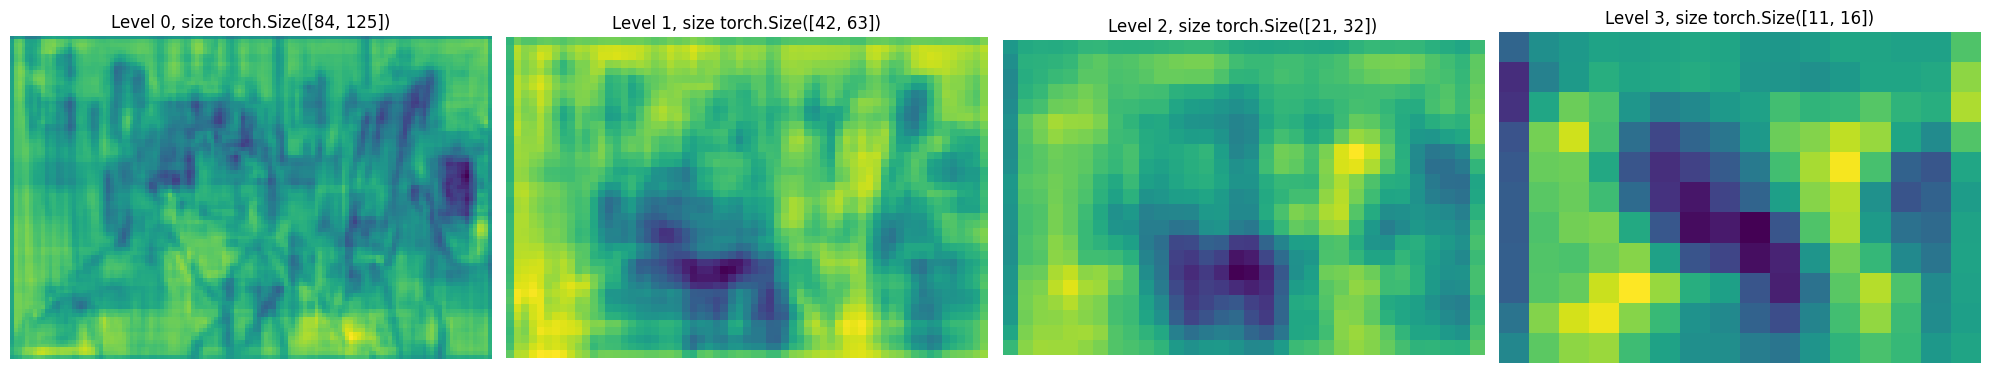 Level 0, size torch.Size([84, 125])
Level 1, size torch.Size([42, 63])
Level 2, size torch.Size([21, 32])
Level 3, size torch.Size([11, 16])